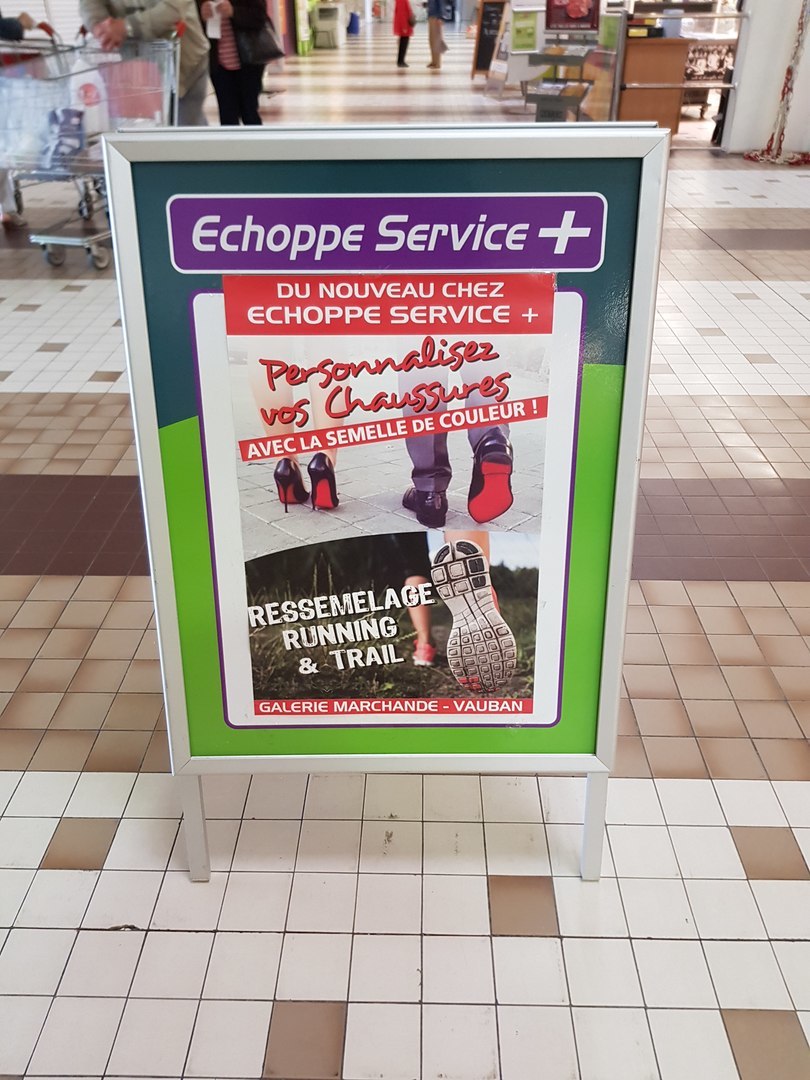 Echoppe Service +
DU NOUVEAU CHEZ
ECHOPPE SERVICE +
Personnalisez
vos Chaussures
AVEC LA SEMELLE DE COULEUR !
RESSEMELAGE
RUNNING
& TRAIL
GALERIE MARCHANDE - VAUBAN